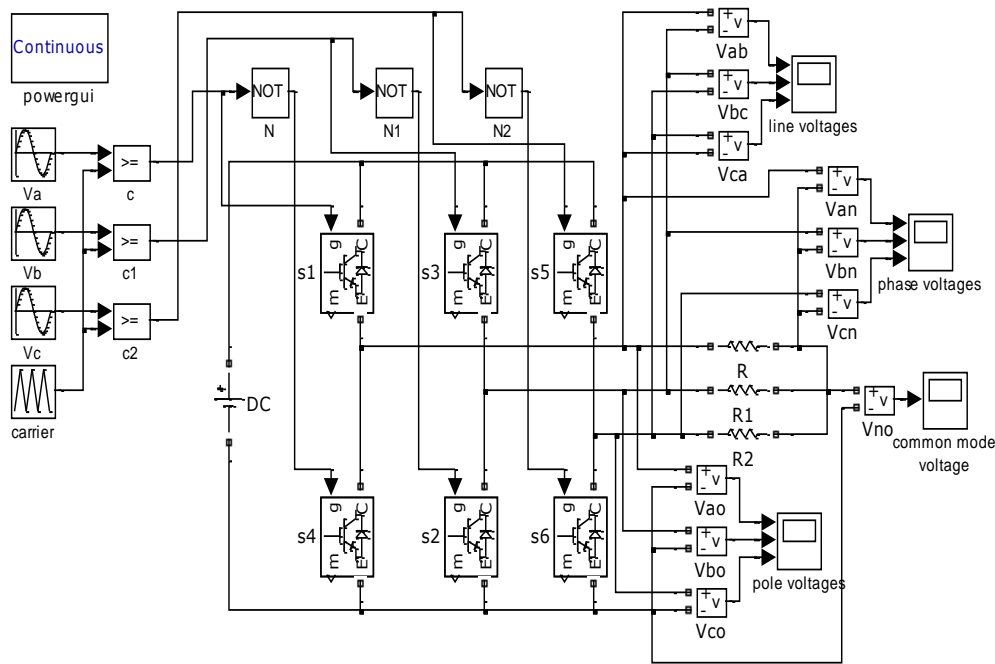 Continuous
powergui
Va
Vb
Vc
carrier
>=
c
>=
c1
>=
c2
NOT
N
NOT
N1
NOT
N2
g
C
m
E
s1
g
C
m
E
s3
g
C
m
E
s5
DC
g
C
m
E
s4
g
C
m
E
s2
g
C
m
E
s6
+
-
v
Vab
+
-
v
Vbc
+
-
v
Vca
line voltages
+
-
v
Van
+
-
v
Vbn
+
-
v
Vcn
phase voltages
R
R1
R2
+
-
v
Vno
common mode
voltage
+
-
v
Vao
+
-
v
Vbo
+
-
v
Vco
pole voltages